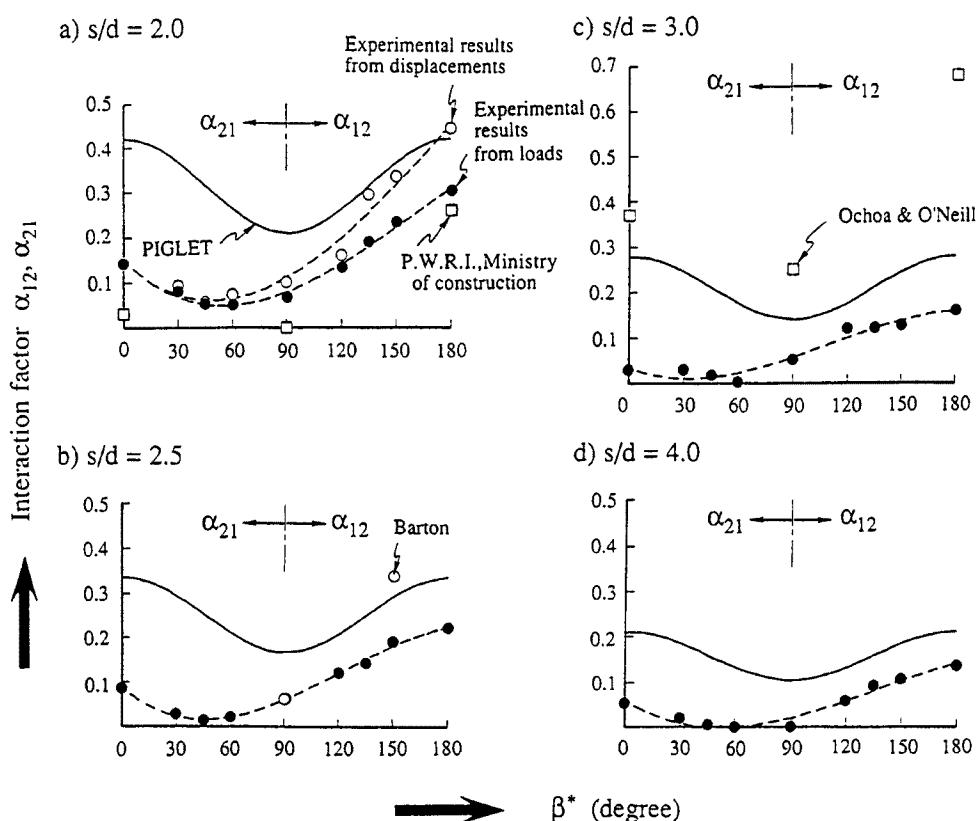 a) s/d = 2.0
Experimental results
from displacements
Experimental
results
from loads
α21
α12
0.5
0.4
0.3
0.2
0.1
PIGLET
P.W.R.I.,Ministry
of construction
0 30 60 90 120 150 180
c) s/d = 3.0
0.7
0.6
0.5
0.4
0.3
0.2
0.1
α21
α12
Ochoa & O'Neill
0 30 60 90 120 150 180
b) s/d = 2.5
0.5
0.4
0.3
0.2
0.1
α21
α12
Barton
0 30 60 90 120 150 180
d) s/d = 4.0
0.5
0.4
0.3
0.2
0.1
α21
α12
0 30 60 90 120 150 180
Interaction factor α12, α21
β* (degree)